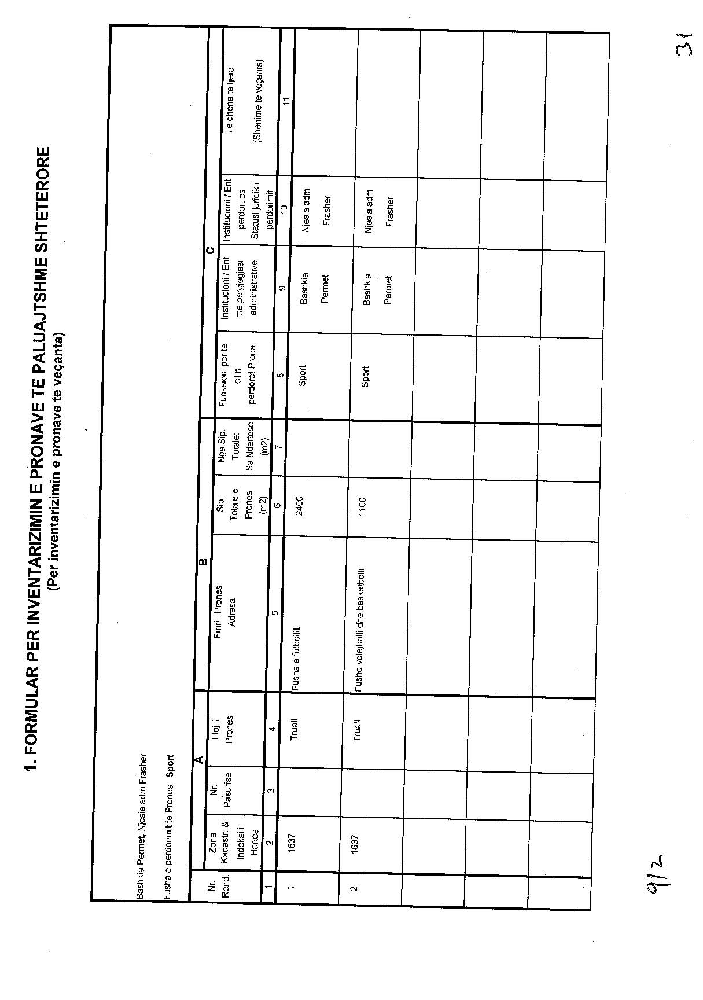 1. FORMULAR PER INVENTARIZIMIN E PRONAVE TE PALUAJTSHME SHTETERORE
(Per inventarizimin e pronave te veçanta)
Bashkia Permet, Njesia adm Frasher
Fusha e perdorimit te Prones: Sport
A B C
Nr. Rend.
Zona Kadastr. & Indeksi i Hartes
Nr. Pasurise
Lloji i Prones
Emri i Prones Adresa
Sip. Totale e Prones (m2)
Nga Sip. Totale: Sa Ndertese (m2)
Funksioni per te cilin perdoret Prona
Institucioni / Enti me pergjegjesi administrative
Institucioni / Enti perdorues Statusi juridik i perdorimit
Te dhena te tjera (Shenime te veçanta)
1 2 3 4 5 6 7 8 9 10 11
1 1637 Truall Fusha e futbollit 2400 Sport Bashkia Permet Njesia adm Frasher
2 1637 Truall Fushe volejbolli dhe basketbolli 1100 Sport Bashkia Permet Njesia adm Frasher
9/2
31